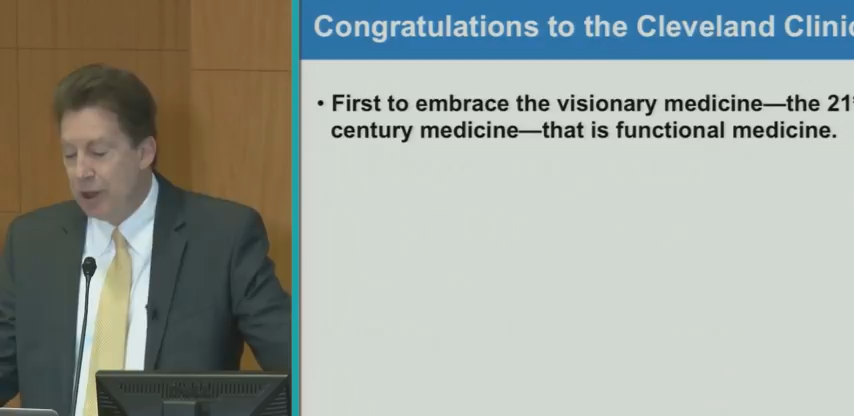 Congratulations to the Cleveland Clinic
• First to embrace the visionary medicine—the 21
century medicine—that is functional medicine.